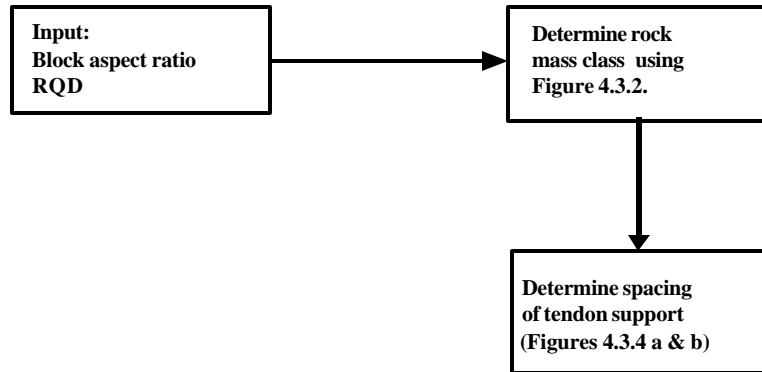 Input:
Block aspect ratio
RQD
Determine rock
mass class using
Figure 4.3.2.
Determine spacing
of tendon support
(Figures 4.3.4 a & b)